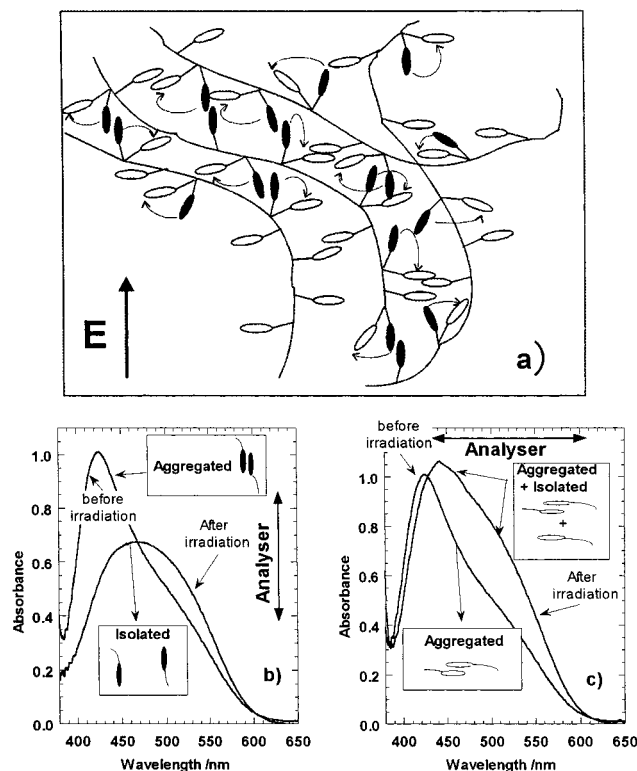 E
a)
Aggregated
before
irradiation
After
irradiation
Analyser
Isolated
b)
Absorbance
1.0
0.8
0.6
0.4
0.2
0.0
400 450 500 550 600 650
Wavelength /nm
before
irradiation
Analyser
Aggregated
+ Isolated
+
After
irradiation
Aggregated
c)
Absorbance
1.0
0.8
0.6
0.4
0.2
0.0
400 450 500 550 600 650
Wavelength /nm